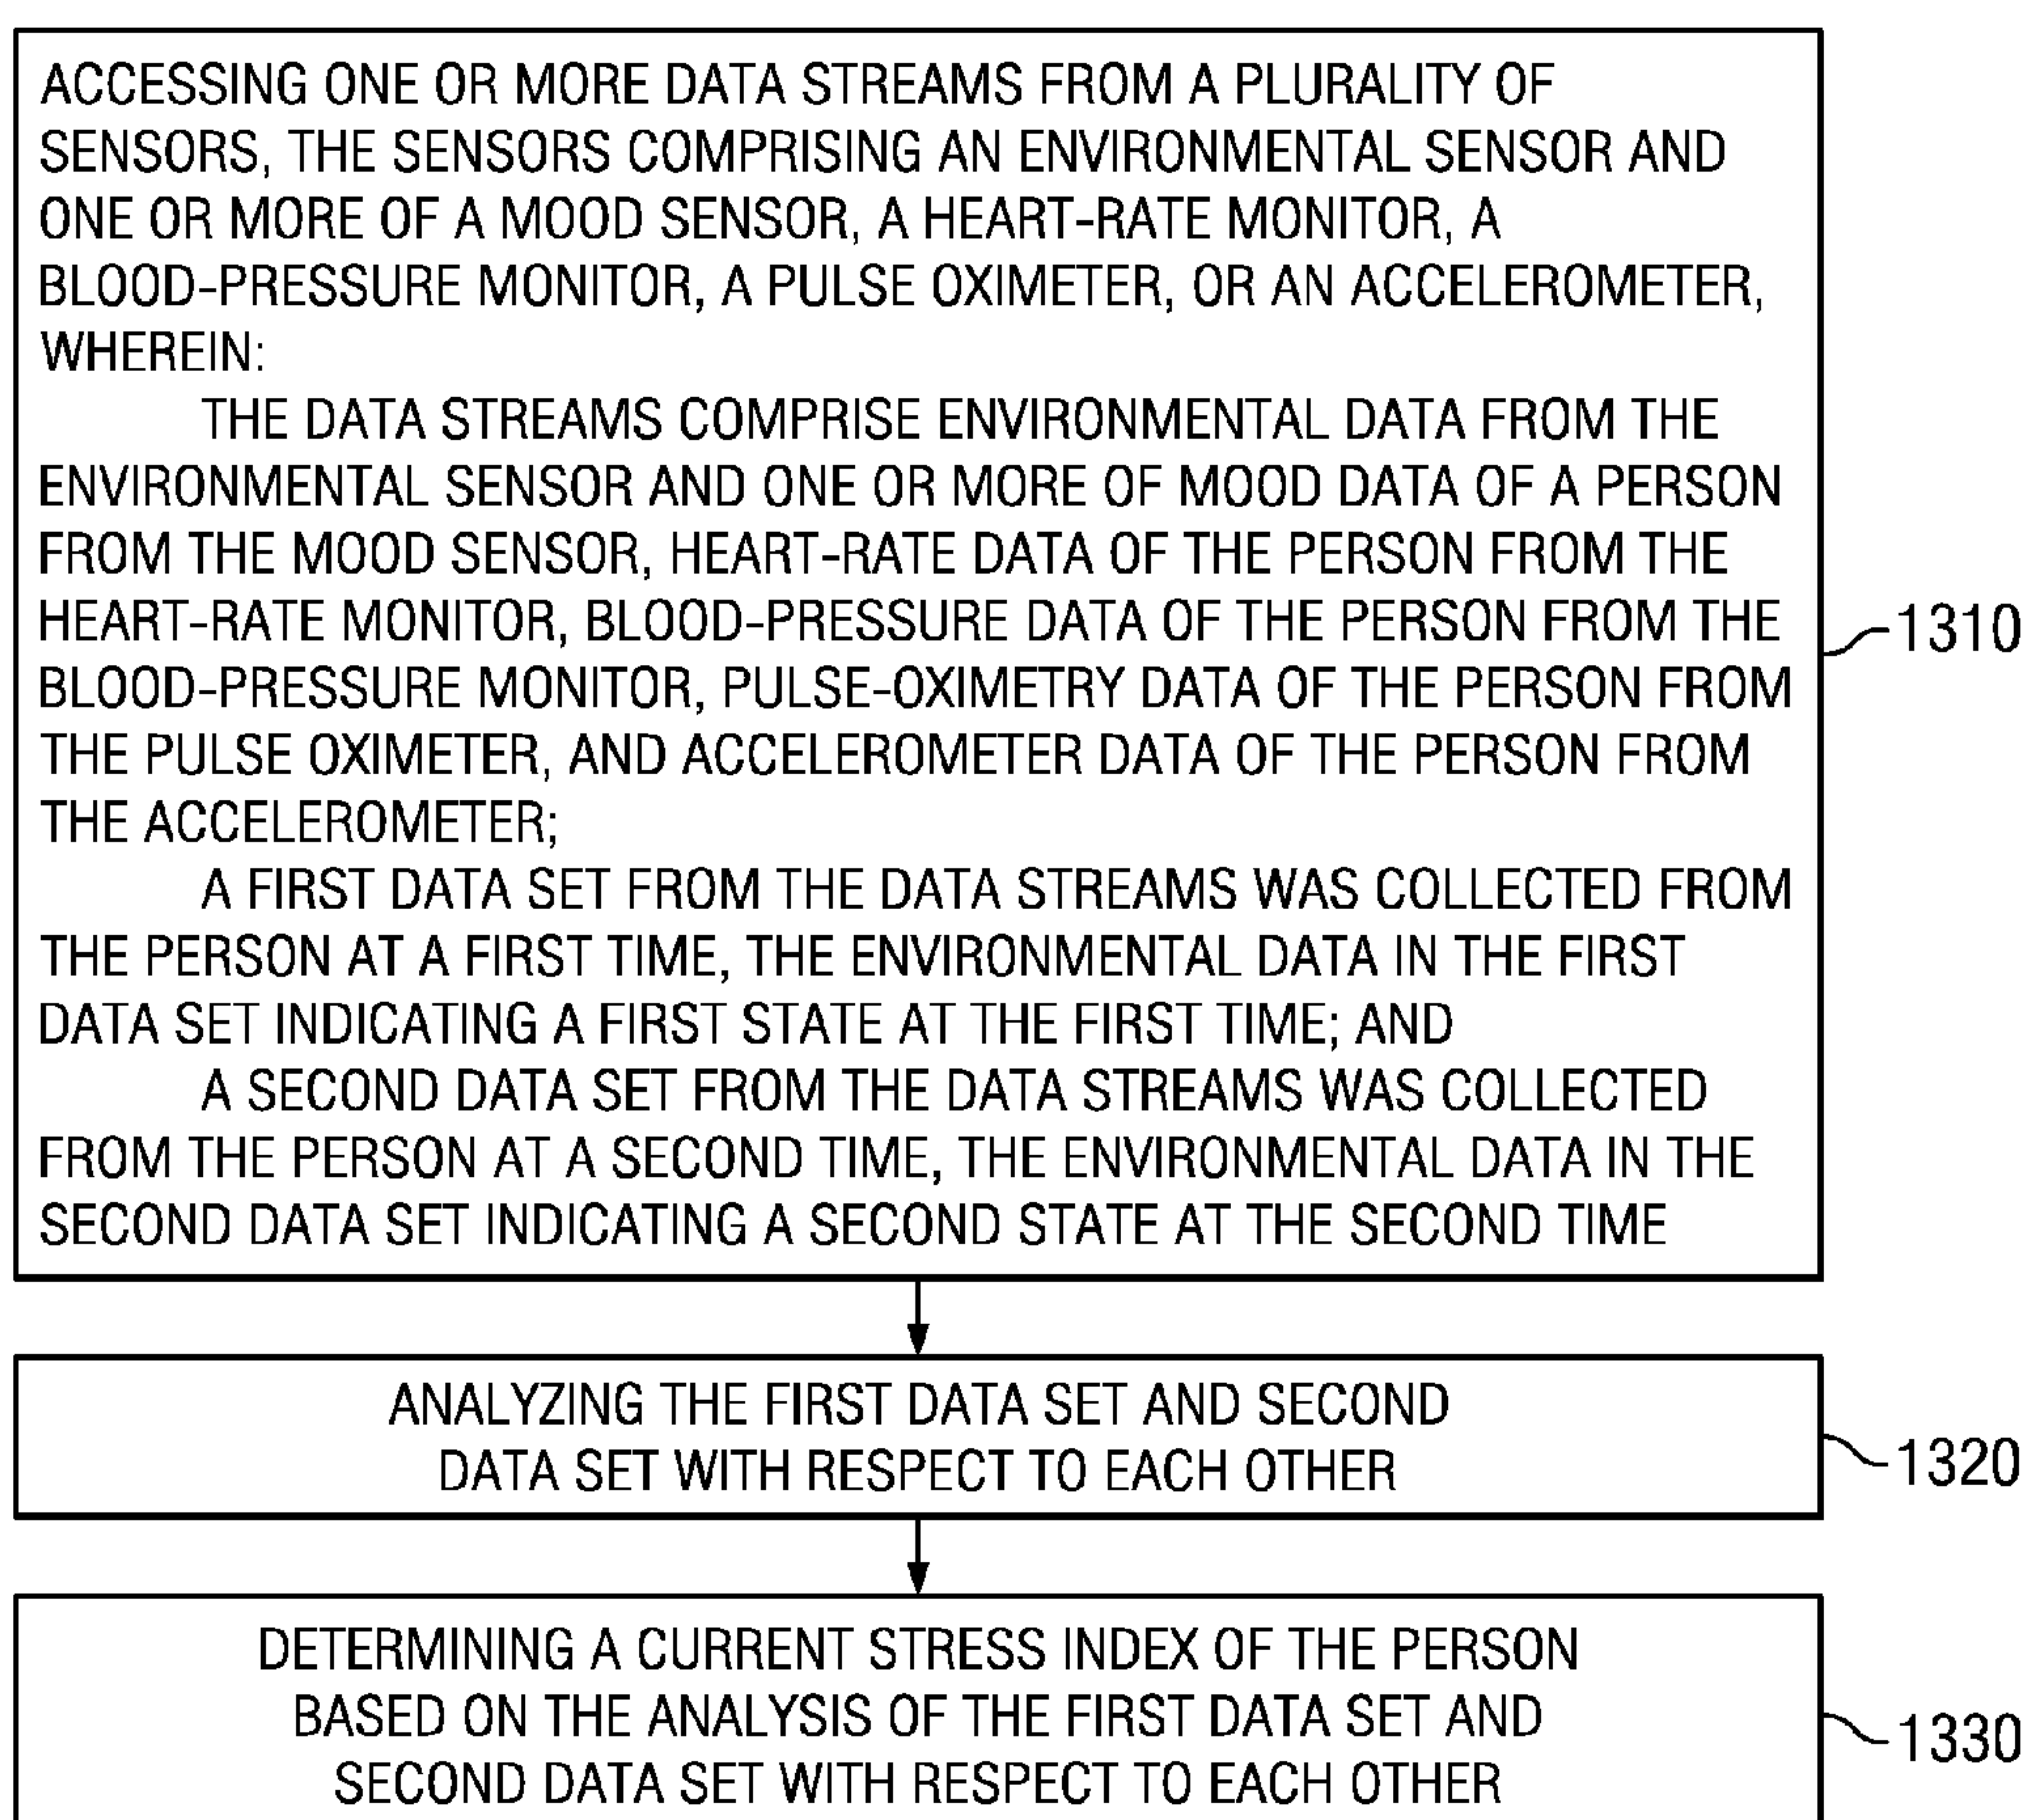 ACCESSING ONE OR MORE DATA STREAMS FROM A PLURALITY OF
SENSORS, THE SENSORS COMPRISING AN ENVIRONMENTAL SENSOR AND
ONE OR MORE OF A MOOD SENSOR, A HEART-RATE MONITOR, A
BLOOD-PRESSURE MONITOR, A PULSE OXIMETER, OR AN ACCELEROMETER,
WHEREIN:
THE DATA STREAMS COMPRISE ENVIRONMENTAL DATA FROM THE
ENVIRONMENTAL SENSOR AND ONE OR MORE OF MOOD DATA OF A PERSON
FROM THE MOOD SENSOR, HEART-RATE DATA OF THE PERSON FROM THE
HEART-RATE MONITOR, BLOOD-PRESSURE DATA OF THE PERSON FROM THE
BLOOD-PRESSURE MONITOR, PULSE-OXIMETRY DATA OF THE PERSON FROM
THE PULSE OXIMETER, AND ACCELEROMETER DATA OF THE PERSON FROM
THE ACCELEROMETER;
A FIRST DATA SET FROM THE DATA STREAMS WAS COLLECTED FROM
THE PERSON AT A FIRST TIME, THE ENVIRONMENTAL DATA IN THE FIRST
DATA SET INDICATING A FIRST STATE AT THE FIRST TIME; AND
A SECOND DATA SET FROM THE DATA STREAMS WAS COLLECTED
FROM THE PERSON AT A SECOND TIME, THE ENVIRONMENTAL DATA IN THE
SECOND DATA SET INDICATING A SECOND STATE AT THE SECOND TIME
1310
ANALYZING THE FIRST DATA SET AND SECOND
DATA SET WITH RESPECT TO EACH OTHER
1320
DETERMINING A CURRENT STRESS INDEX OF THE PERSON
BASED ON THE ANALYSIS OF THE FIRST DATA SET AND
SECOND DATA SET WITH RESPECT TO EACH OTHER
1330